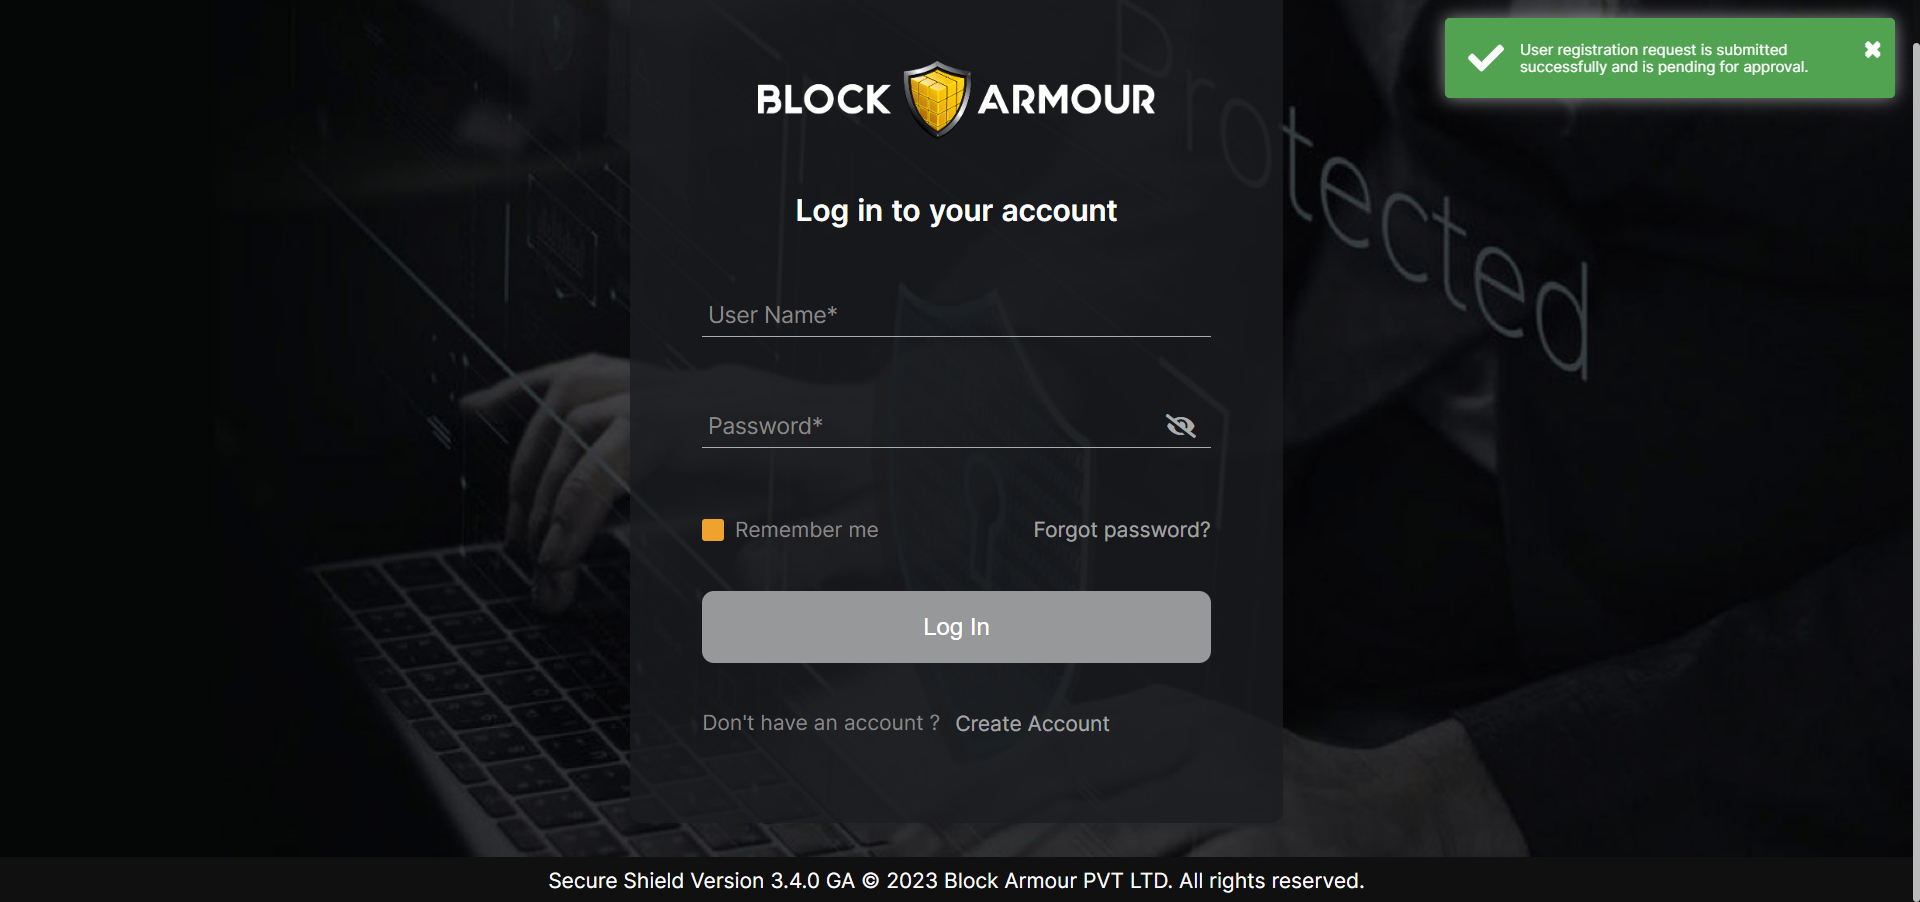 User registration request is submitted
successfully and is pending for approval.
BLOCK ARMOUR
Protected
Log in to your account
User Name*
Password*
Remember me
Forgot password?
Log In
Don't have an account ? Create Account
Secure Shield Version 3.4.0 GA © 2023 Block Armour PVT LTD. All rights reserved.